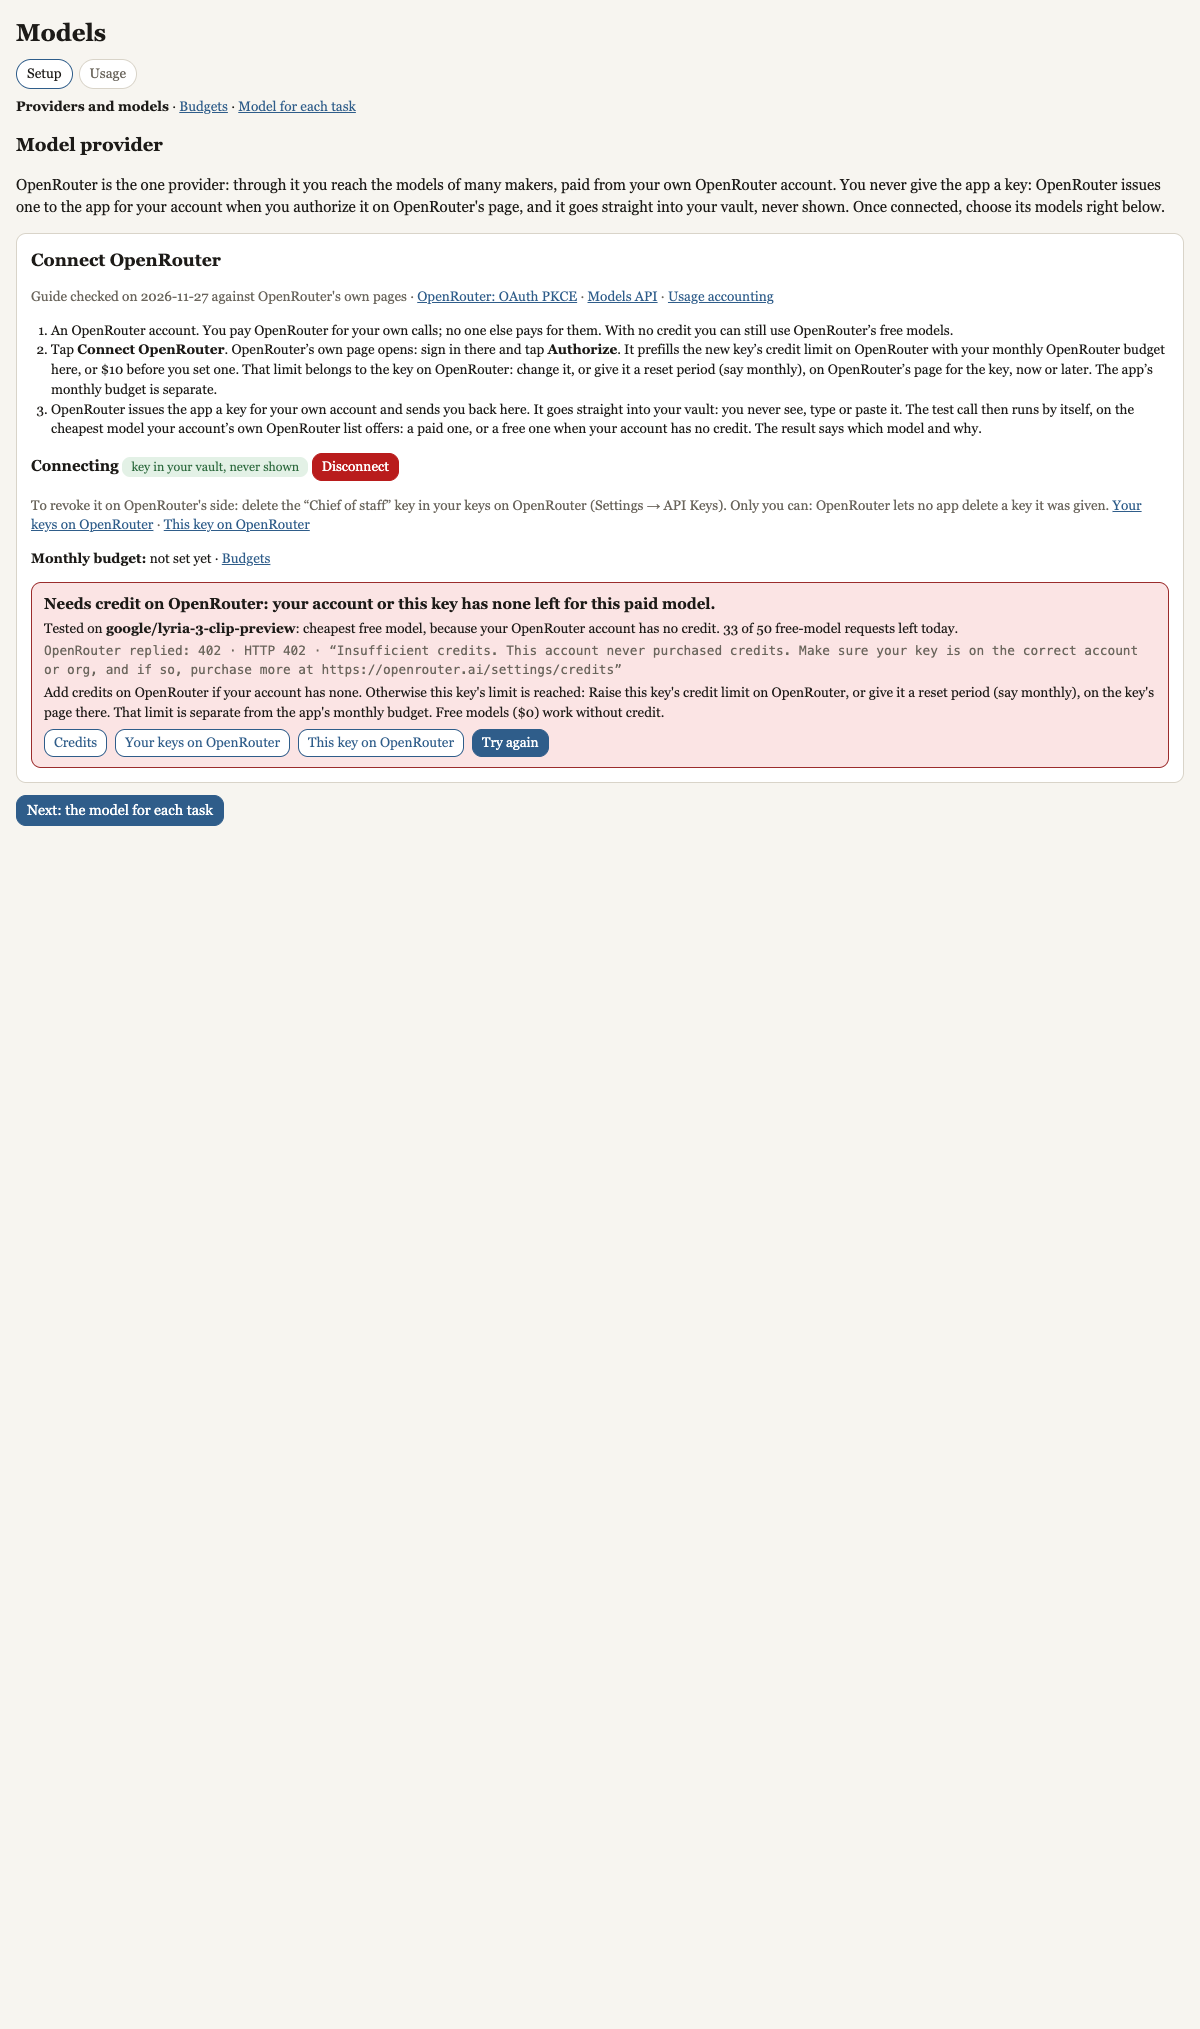 Models
Setup Usage
Providers and models · Budgets · Model for each task
Model provider
OpenRouter is the one provider: through it you reach the models of many makers, paid from your own OpenRouter account. You never give the app a key: OpenRouter issues
one to the app for your account when you authorize it on OpenRouter's page, and it goes straight into your vault, never shown. Once connected, choose its models right below.
Connect OpenRouter
Guide checked on 2026-11-27 against OpenRouter's own pages · OpenRouter: OAuth PKCE · Models API · Usage accounting
1. An OpenRouter account. You pay OpenRouter for your own calls; no one else pays for them. With no credit you can still use OpenRouter’s free models.
2. Tap Connect OpenRouter. OpenRouter’s own page opens: sign in there and tap Authorize. It prefills the new key’s credit limit on OpenRouter with your monthly OpenRouter budget
here, or $10 before you set one. That limit belongs to the key on OpenRouter: change it, or give it a reset period (say monthly), on OpenRouter’s page for the key, now or later. The app’s
monthly budget is separate.
3. OpenRouter issues the app a key for your own account and sends you back here. It goes straight into your vault: you never see, type or paste it. The test call then runs by itself, on the
cheapest model your account’s own OpenRouter list offers: a paid one, or a free one when your account has no credit. The result says which model and why.
Connecting key in your vault, never shown Disconnect
To revoke it on OpenRouter's side: delete the “Chief of staff” key in your keys on OpenRouter (Settings → API Keys). Only you can: OpenRouter lets no app delete a key it was given. Your
keys on OpenRouter · This key on OpenRouter
Monthly budget: not set yet · Budgets
Needs credit on OpenRouter: your account or this key has none left for this paid model.
Tested on google/lyria-3-clip-preview: cheapest free model, because your OpenRouter account has no credit. 33 of 50 free-model requests left today.
OpenRouter replied: 402 · HTTP 402 · “Insufficient credits. This account never purchased credits. Make sure your key is on the correct account
or org, and if so, purchase more at https://openrouter.ai/settings/credits”
Add credits on OpenRouter if your account has none. Otherwise this key's limit is reached: Raise this key's credit limit on OpenRouter, or give it a reset period (say monthly), on the key's
page there. That limit is separate from the app's monthly budget. Free models ($0) work without credit.
Credits Your keys on OpenRouter This key on OpenRouter Try again
Next: the model for each task